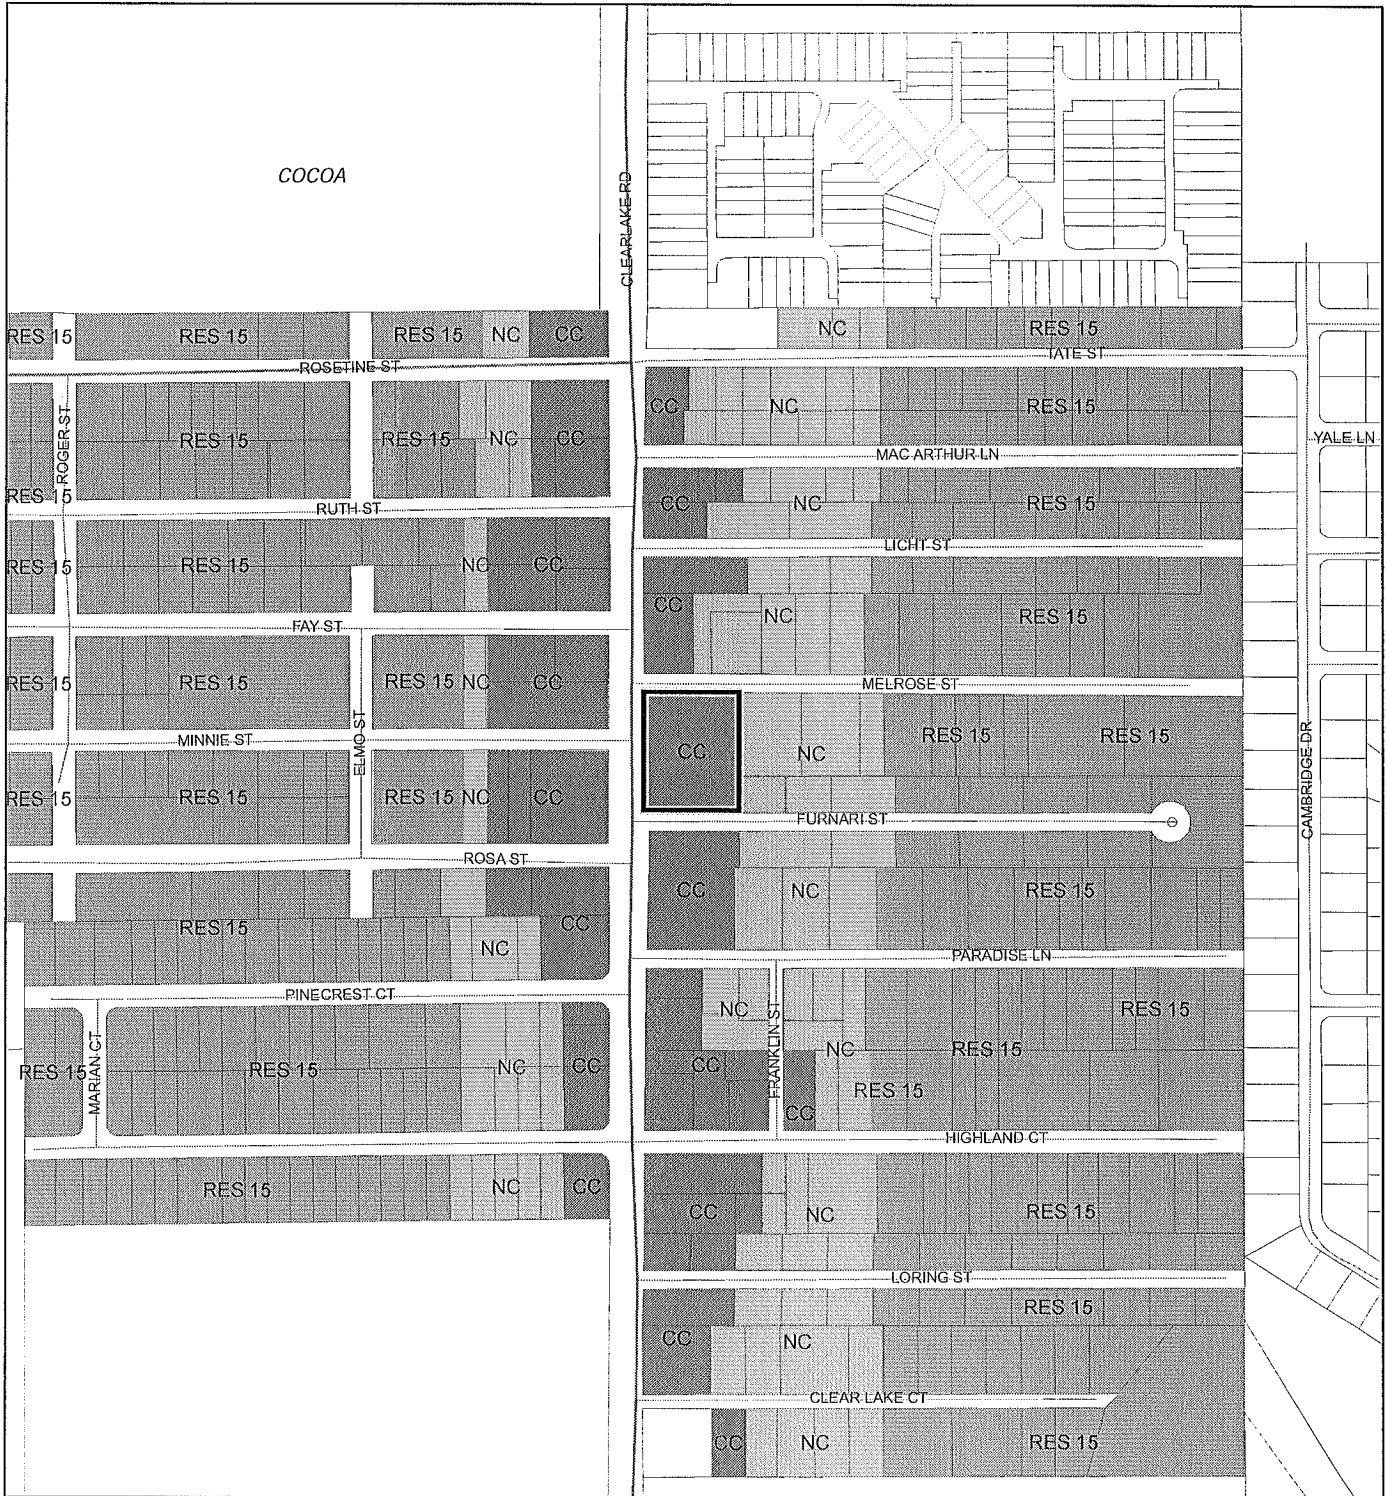 COCOA
CLEARLAKE RD
RES 15
RES 15
RES 15
NC
CC
NC
RES 15
ROSETINE ST
TATE ST
ROGER ST
RES 15
RES 15
NC
CC
CC
NC
RES 15
YALE LN
MAC ARTHUR LN
RES 15
RUTH ST
CC
NC
RES 15
LICHT ST
RES 15
RES 15
NC
CC
CC
NC
RES 15
FAY ST
MELROSE ST
RES 15
RES 15
RES 15
NC
CC
CC
NC
RES 15
RES 15
MINNIE ST
ELMO ST
CAMBRIDGE DR
RES 15
RES 15
RES 15
NC
CC
FURNARI ST
ROSA ST
CC
NC
RES 15
RES 15
NC
CC
PARADISE LN
PINECREST CT
NC
FRANKLIN ST
RES 15
MARIAN CT
RES 15
RES 15
NC
CC
CC
NC
RES 15
RES 15
CC
HIGHLAND CT
RES 15
NC
CC
CC
NC
RES 15
LORING ST
RES 15
CC
NC
CLEAR LAKE CT
CC
NC
RES 15